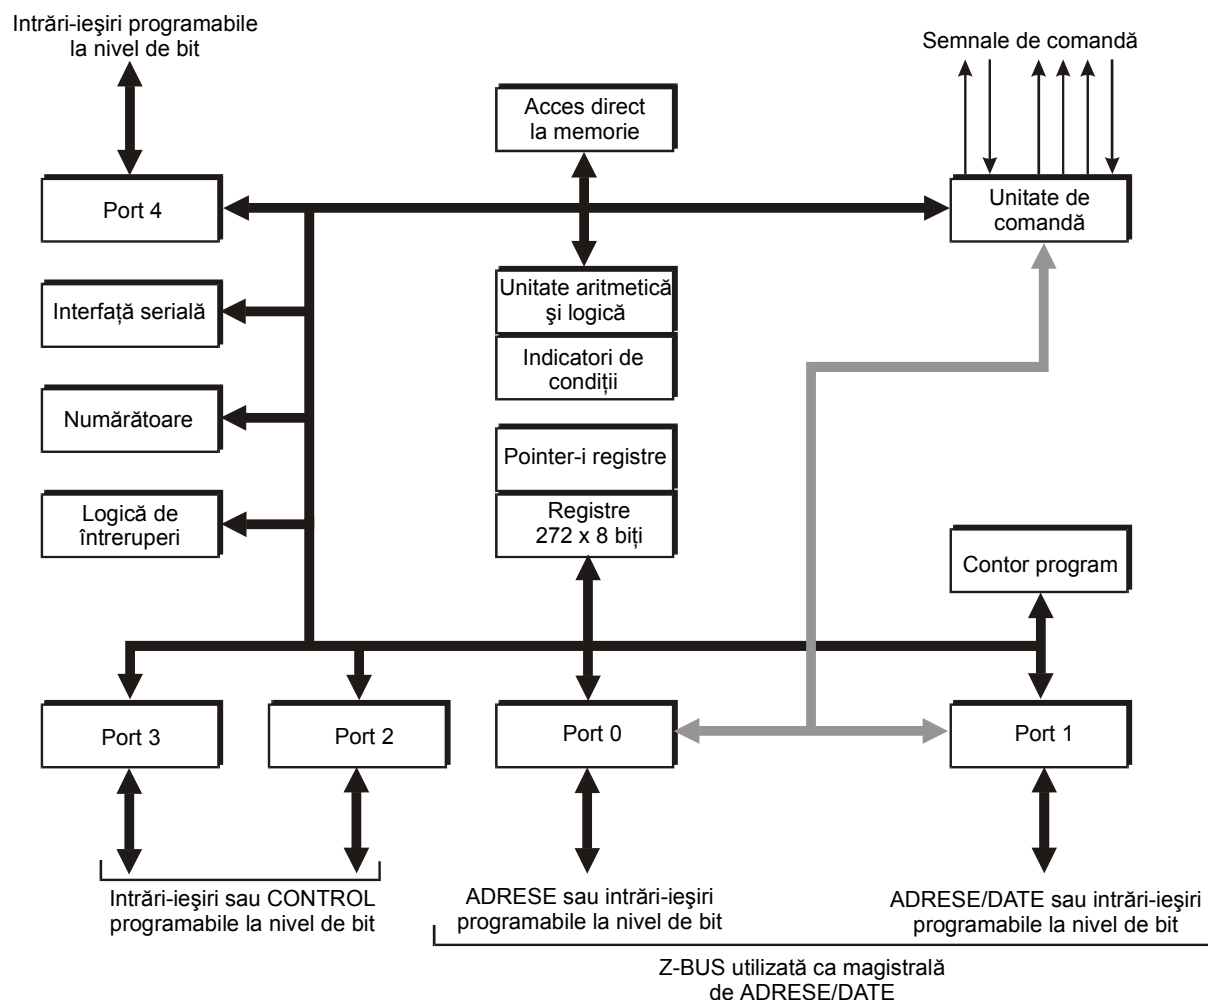 Intrări-ieşiri programabile
la nivel de bit
Semnale de comandă
Acces direct
la memorie
Port 4
Unitate de
comandă
Interfață serială
Unitate aritmetică
şi logică
Indicatori de
condiții
Numărătoare
Pointer-i registre
Logică de
întreruperi
Registre
272 x 8 biți
Contor program
Port 3
Port 2
Port 0
Port 1
Intrări-ieşiri sau CONTROL
programabile la nivel de bit
ADRESE sau intrări-ieşiri
programabile la nivel de bit
ADRESE/DATE sau intrări-ieşiri
programabile la nivel de bit
Z-BUS utilizată ca magistrală
de ADRESE/DATE